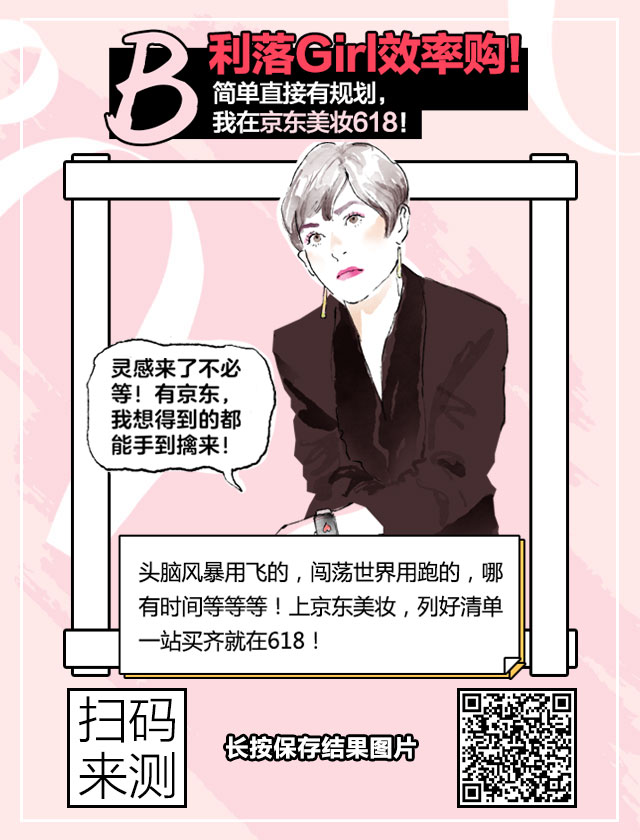 B
利落Girl效率购!
简单直接有规划，
我在京东美妆618！
灵感来了不必
等！有京东，
我想得到的都
能手到擒来！
头脑风暴用飞的，闯荡世界用跑的，哪
有时间等等等！上京东美妆，列好清单
一站买齐就在618！
扫码
来测
长按保存结果图片